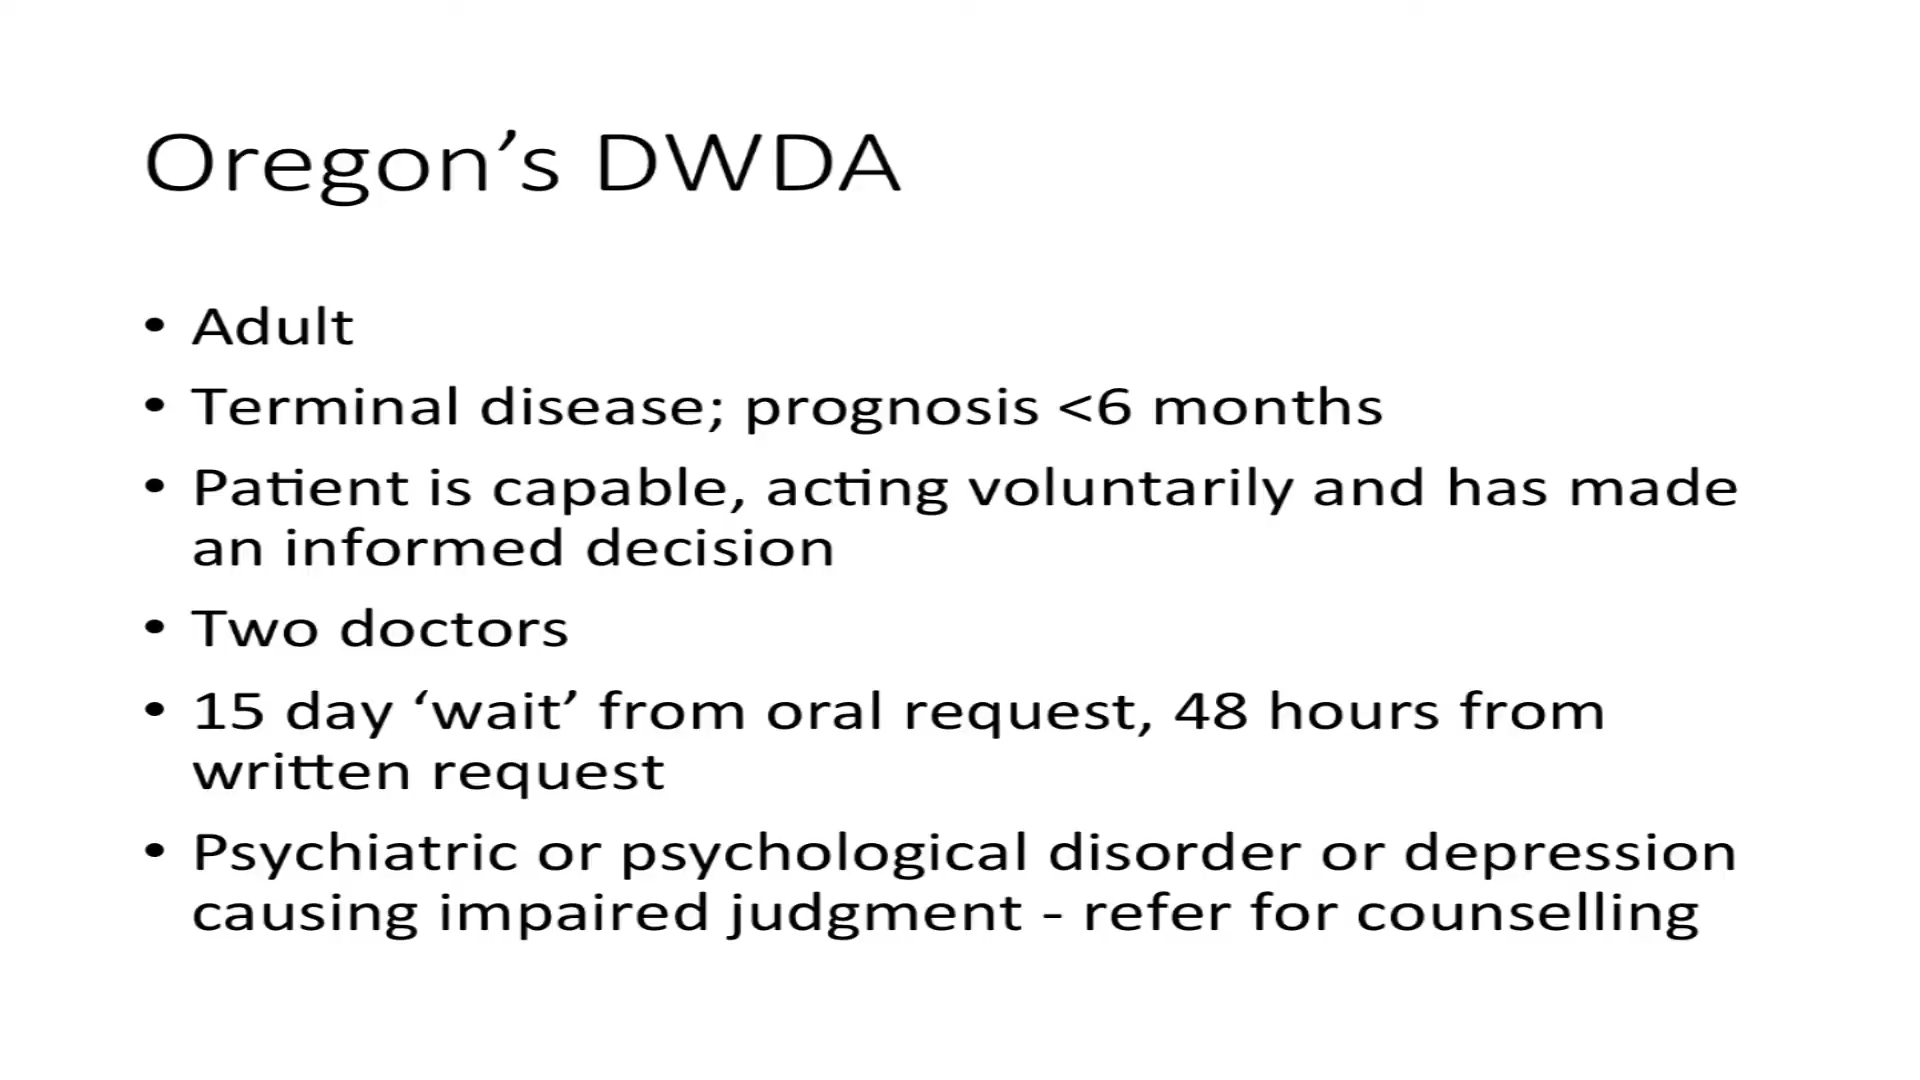 Oregon’s DWDA
• Adult
• Terminal disease; prognosis <6 months
• Patient is capable, acting voluntarily and has made
an informed decision
• Two doctors
• 15 day ‘wait’ from oral request, 48 hours from
written request
• Psychiatric or psychological disorder or depression
causing impaired judgment - refer for counselling